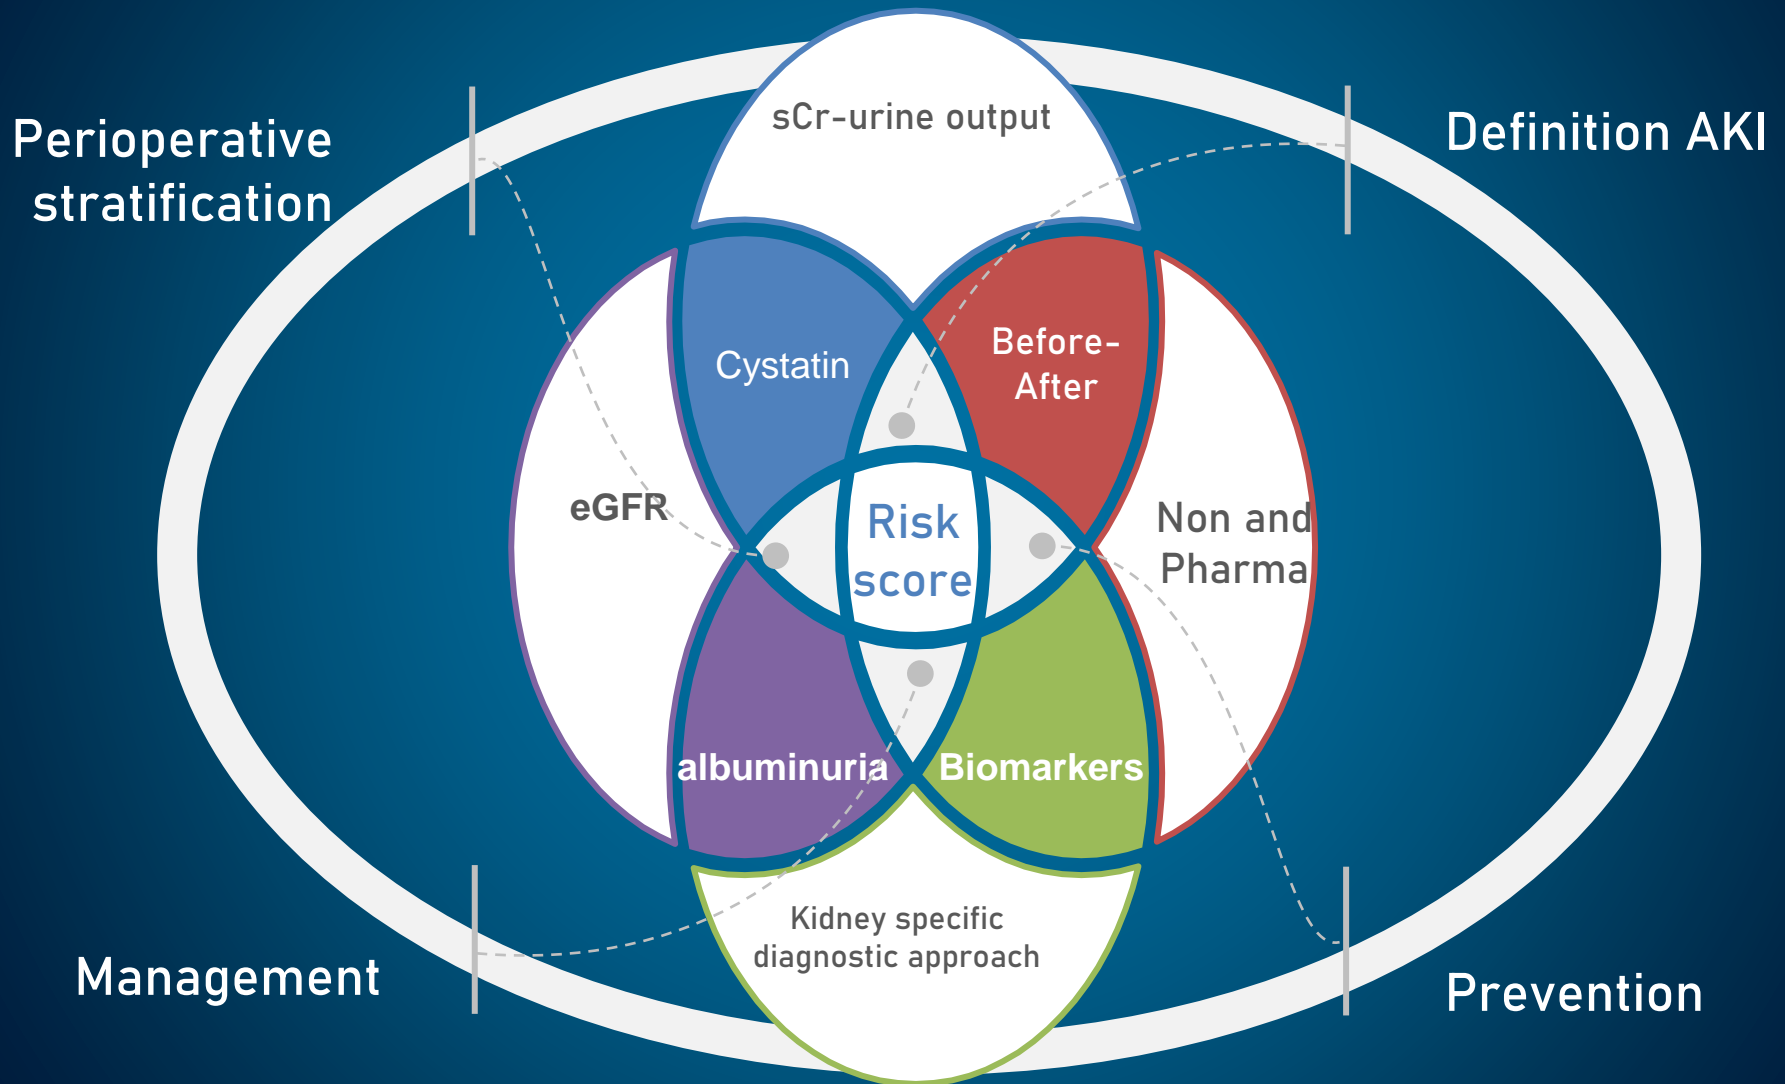 sCr-urine output
Perioperative
stratification
Definition AKI
Cystatin
Before-
After
eGFR
Risk
score
Non and
Pharma
albuminuria
Biomarkers
Kidney specific
diagnostic approach
Management
Prevention